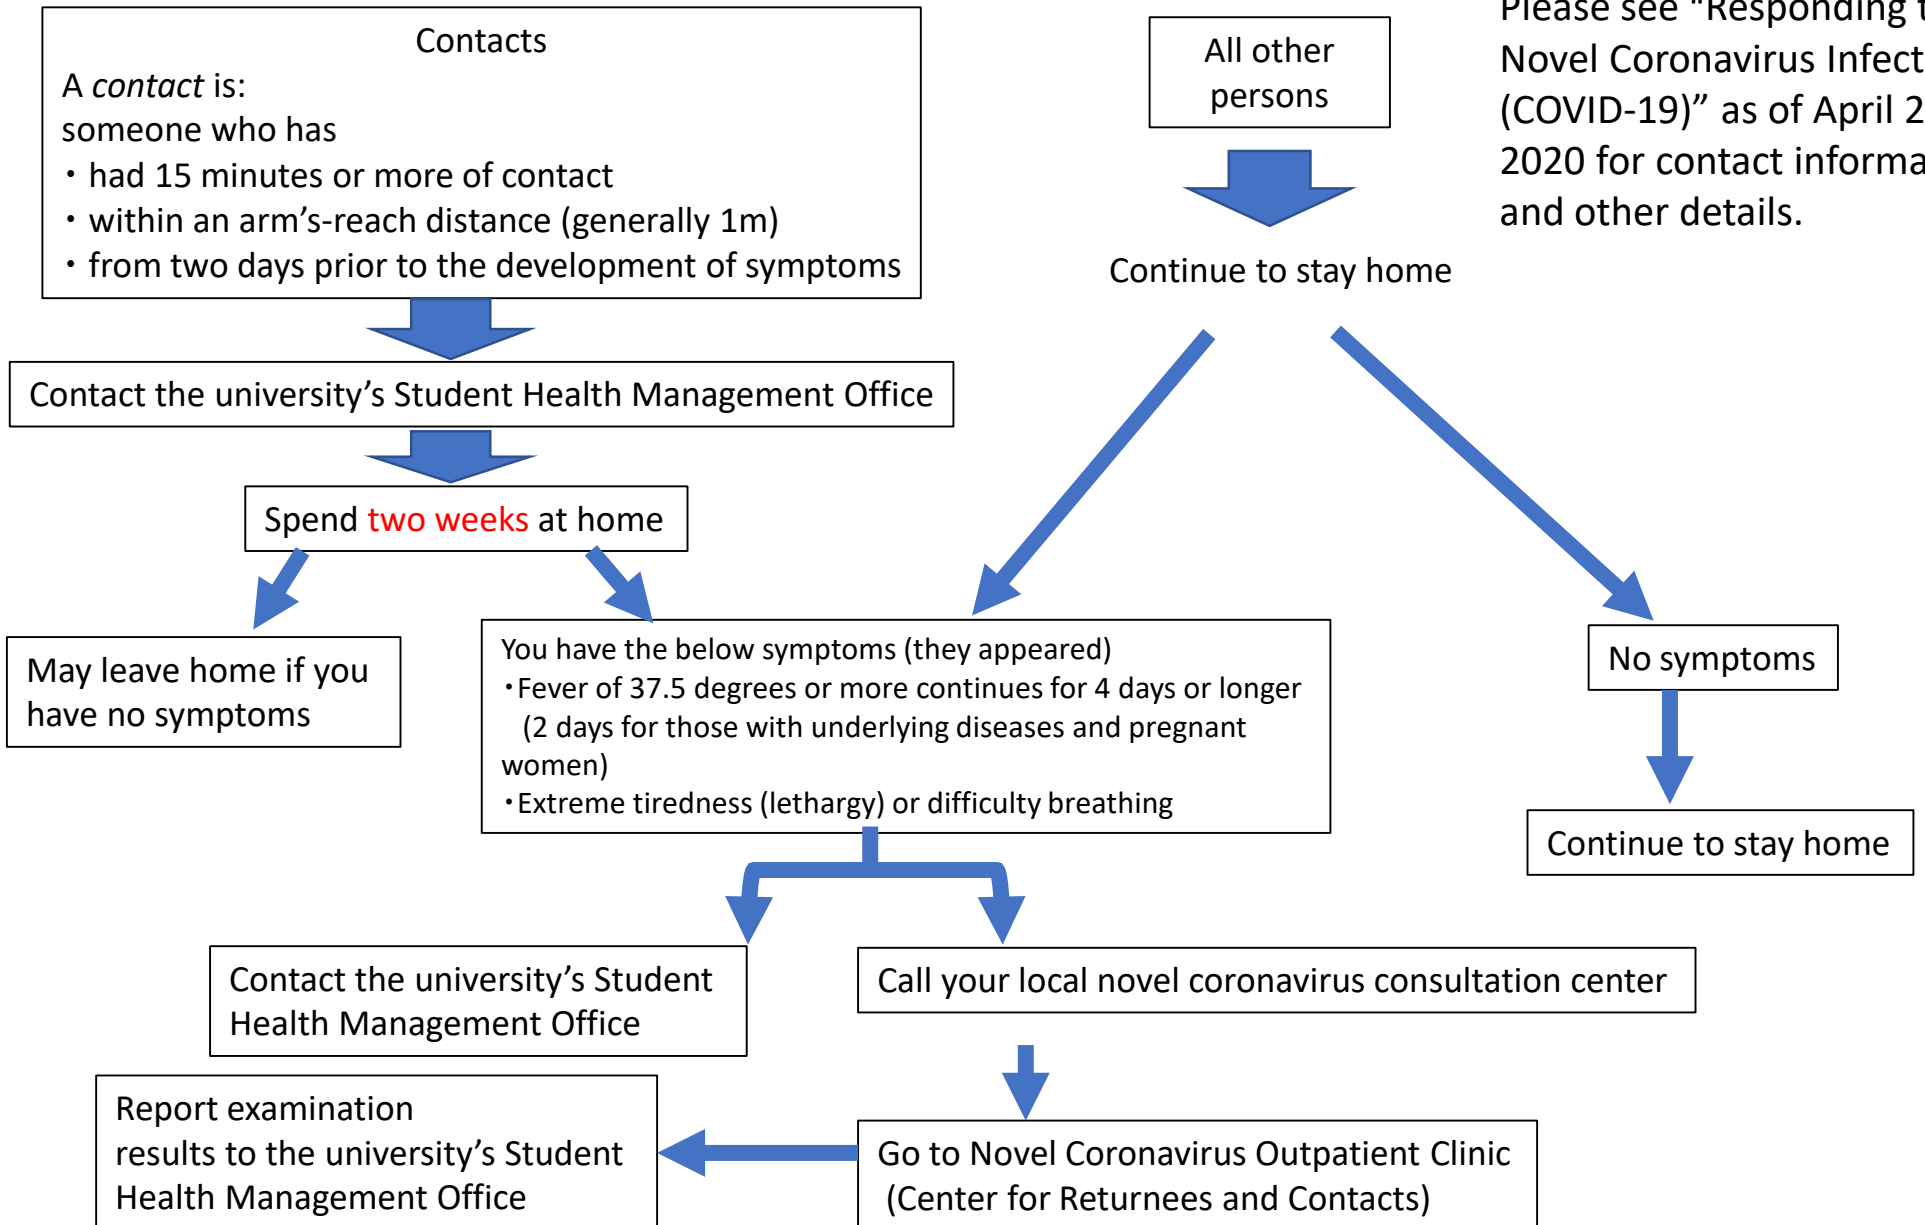 Contacts
A contact is:
someone who has
・had 15 minutes or more of contact
・within an arm’s-reach distance (generally 1m)
・from two days prior to the development of symptoms
All other
persons
Please see "Responding
Novel Coronavirus
(COVID-19)” as of April
2020 for contact
and other details.
Continue to stay home
Contact the university’s Student Health Management Office
Spend two weeks at home
May leave home if you
have no symptoms
You have the below symptoms (they appeared)
・Fever of 37.5 degrees or more continues for 4 days or longer
(2 days for those with underlying diseases and pregnant
women)
・Extreme tiredness (lethargy) or difficulty breathing
No symptoms
Continue to stay home
Contact the university’s Student
Health Management Office
Call your local novel coronavirus consultation center
Report examination
results to the university’s Student
Health Management Office
Go to Novel Coronavirus Outpatient Clinic
(Center for Returnees and Contacts)